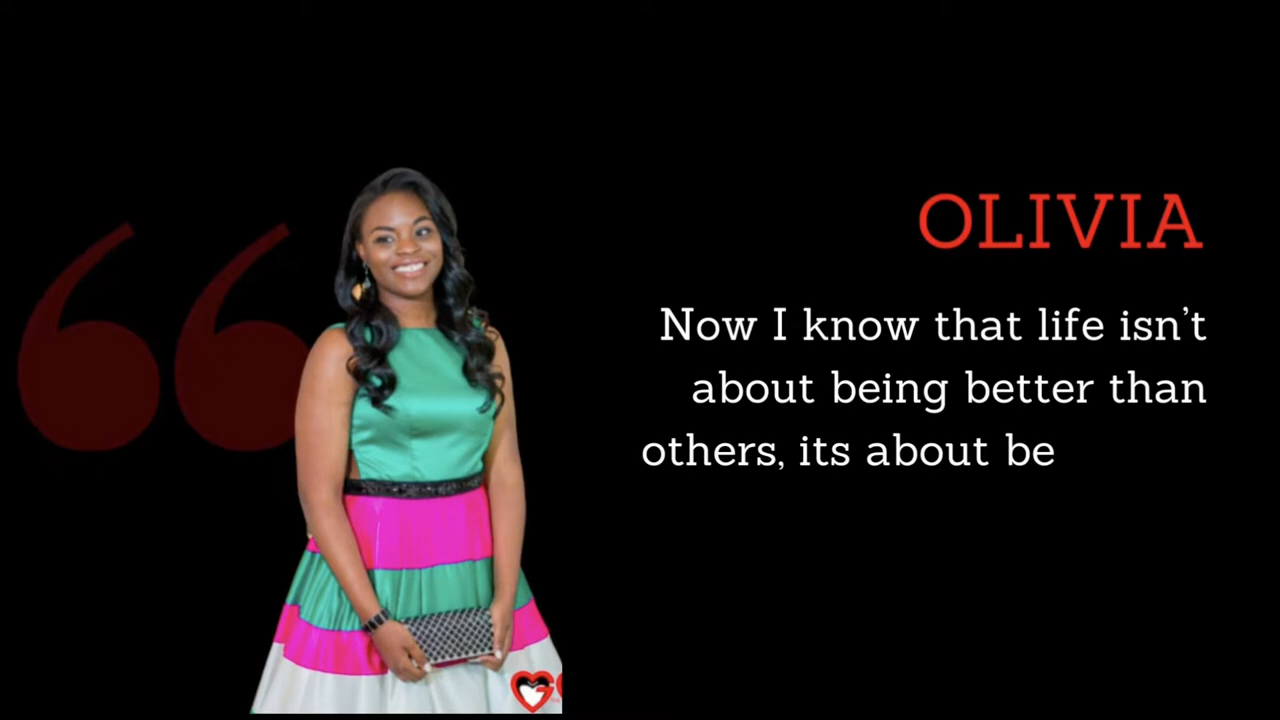 OLIVIA
Now I know that life isn’t
about being better than
others, its about be